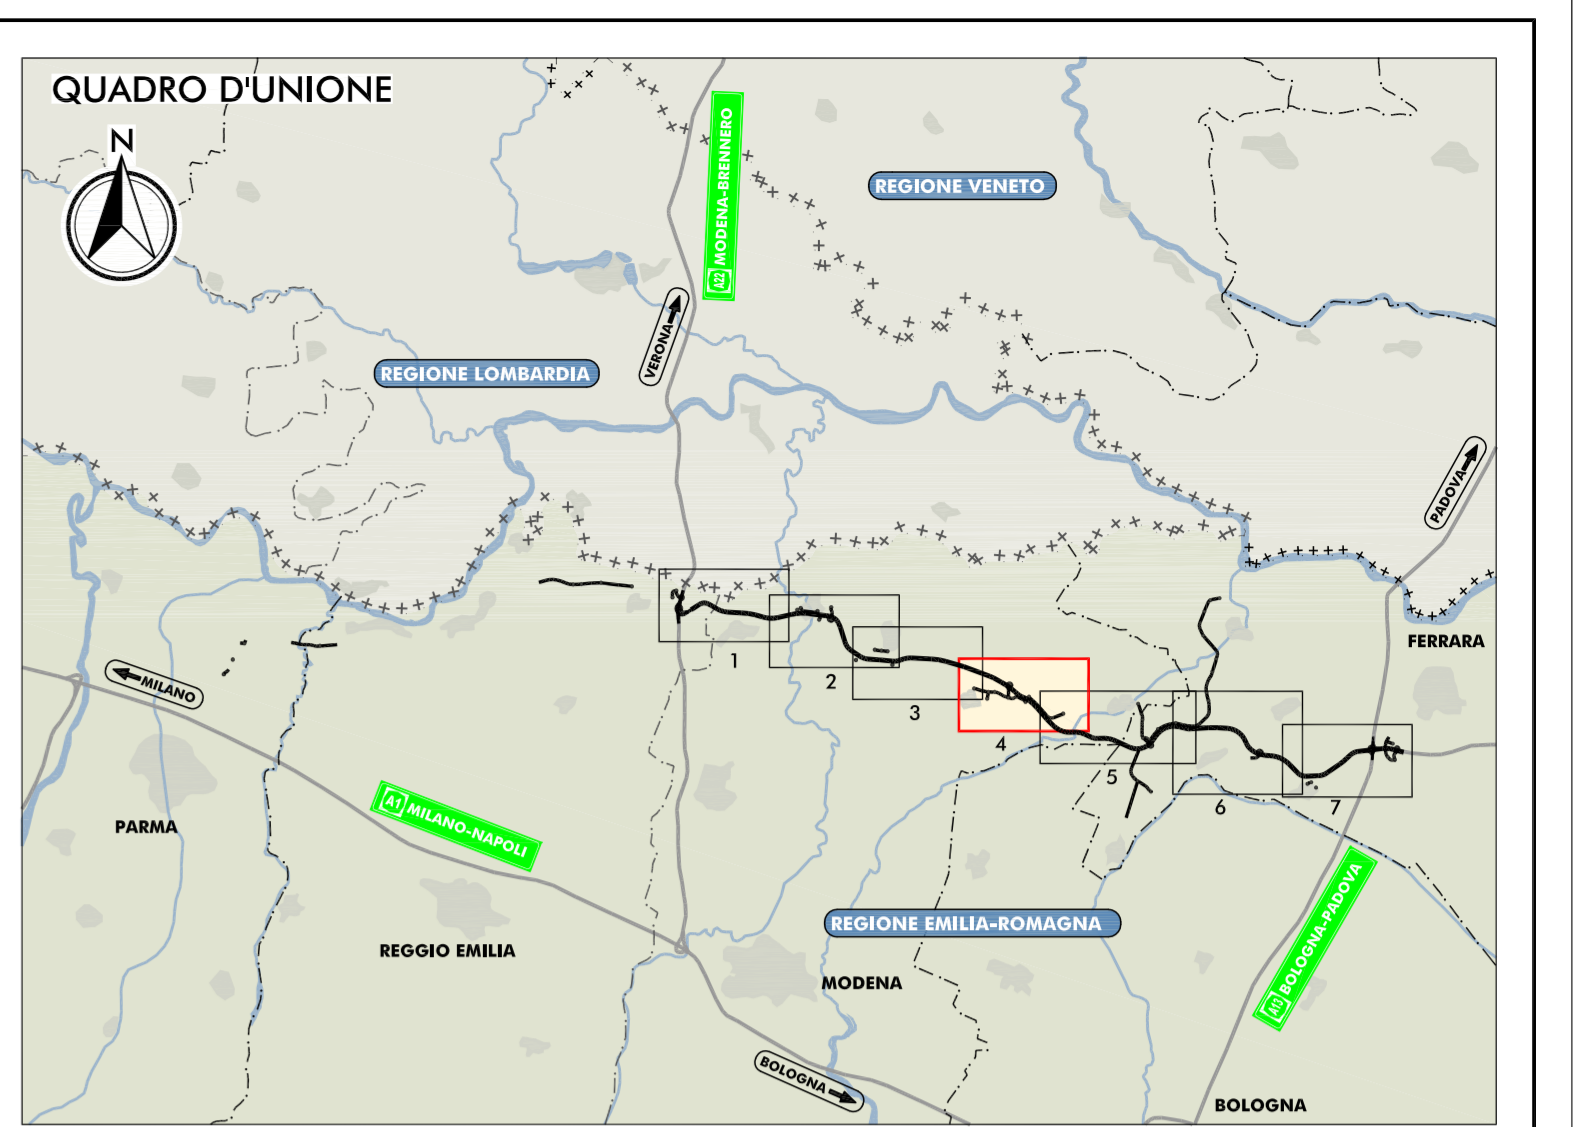 QUADRO D'UNIONE
N
A22 MODENA-BRENNERO
REGIONE VENETO
VERONA
REGIONE LOMBARDIA
PADOVA
FERRARA
MILANO
1
2
3
4
5
6
7
PARMA
A1 MILANO-NAPOLI
REGIONE EMILIA-ROMAGNA
A13 BOLOGNA-PADOVA
REGGIO EMILIA
MODENA
BOLOGNA
BOLOGNA